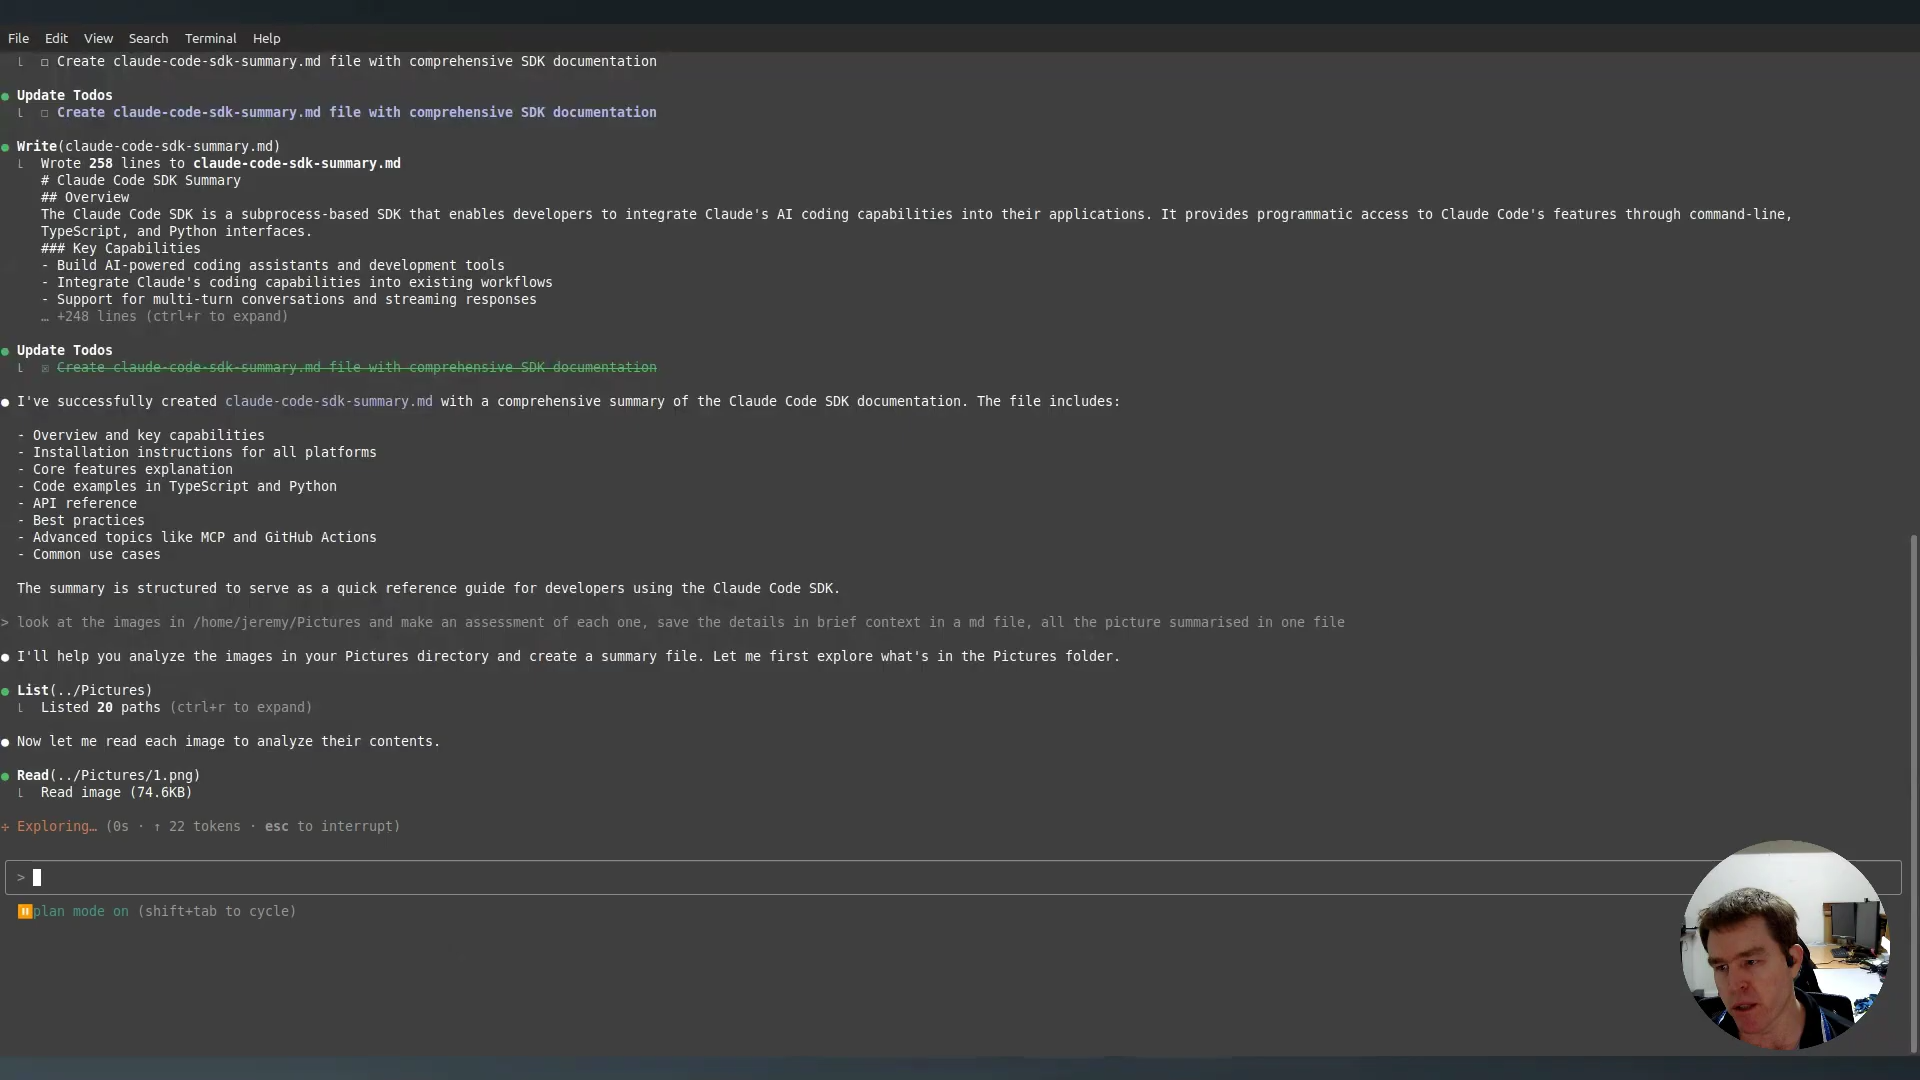 File Edit View Search Terminal Help
⎿ ☐ Create claude-code-sdk-summary.md file with comprehensive SDK documentation
● Update Todos
⎿ ☐ Create claude-code-sdk-summary.md file with comprehensive SDK documentation
● Write(claude-code-sdk-summary.md)
⎿ Wrote 258 lines to claude-code-sdk-summary.md
# Claude Code SDK Summary
## Overview
The Claude Code SDK is a subprocess-based SDK that enables developers to integrate Claude's AI coding capabilities into their applications. It provides programmatic access to Claude Code's features through command-line,
TypeScript, and Python interfaces.
### Key Capabilities
- Build AI-powered coding assistants and development tools
- Integrate Claude's coding capabilities into existing workflows
- Support for multi-turn conversations and streaming responses
… +248 lines (ctrl+r to expand)
● Update Todos
⎿ ☒ Create claude-code-sdk-summary.md file with comprehensive SDK documentation
● I've successfully created claude-code-sdk-summary.md with a comprehensive summary of the Claude Code SDK documentation. The file includes:
- Overview and key capabilities
- Installation instructions for all platforms
- Core features explanation
- Code examples in TypeScript and Python
- API reference
- Best practices
- Advanced topics like MCP and GitHub Actions
- Common use cases
The summary is structured to serve as a quick reference guide for developers using the Claude Code SDK.
> look at the images in /home/jeremy/Pictures and make an assessment of each one, save the details in brief context in a md file, all the picture summarised in one file
● I'll help you analyze the images in your Pictures directory and create a summary file. Let me first explore what's in the Pictures folder.
● List(../Pictures)
⎿ Listed 20 paths (ctrl+r to expand)
● Now let me read each image to analyze their contents.
● Read(../Pictures/1.png)
⎿ Read image (74.6KB)
✢ Exploring… (0s · ↑ 22 tokens · esc to interrupt)
>
⏸plan mode on (shift+tab to cycle)